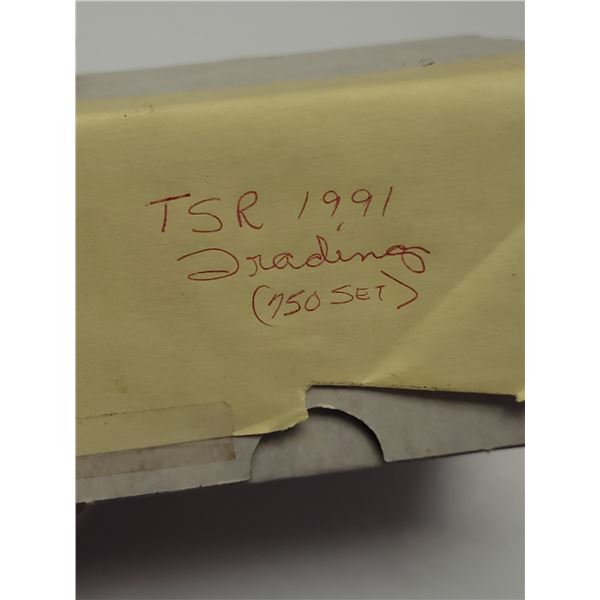 TSR 1991
Trading
(750 SET)